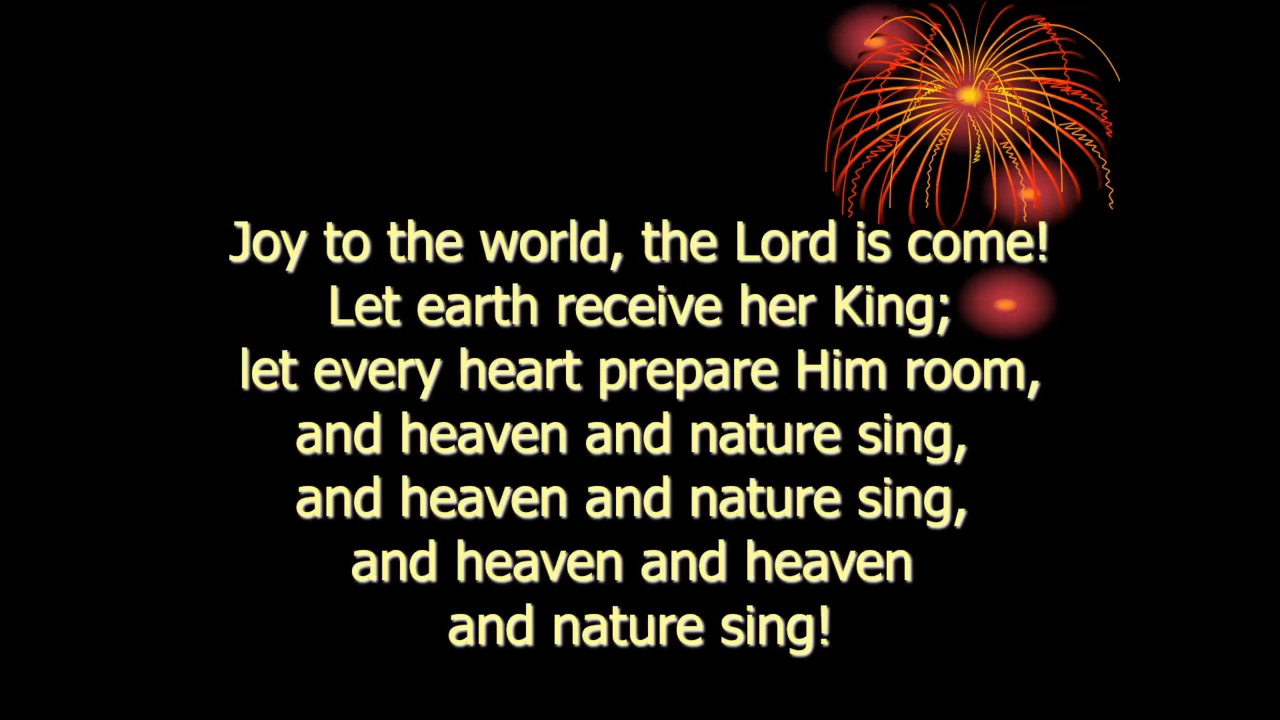 Joy to the world, the Lord is come!
Let earth receive her King;
let every heart prepare Him room,
and heaven and nature sing,
and heaven and nature sing,
and heaven and heaven
and nature sing!